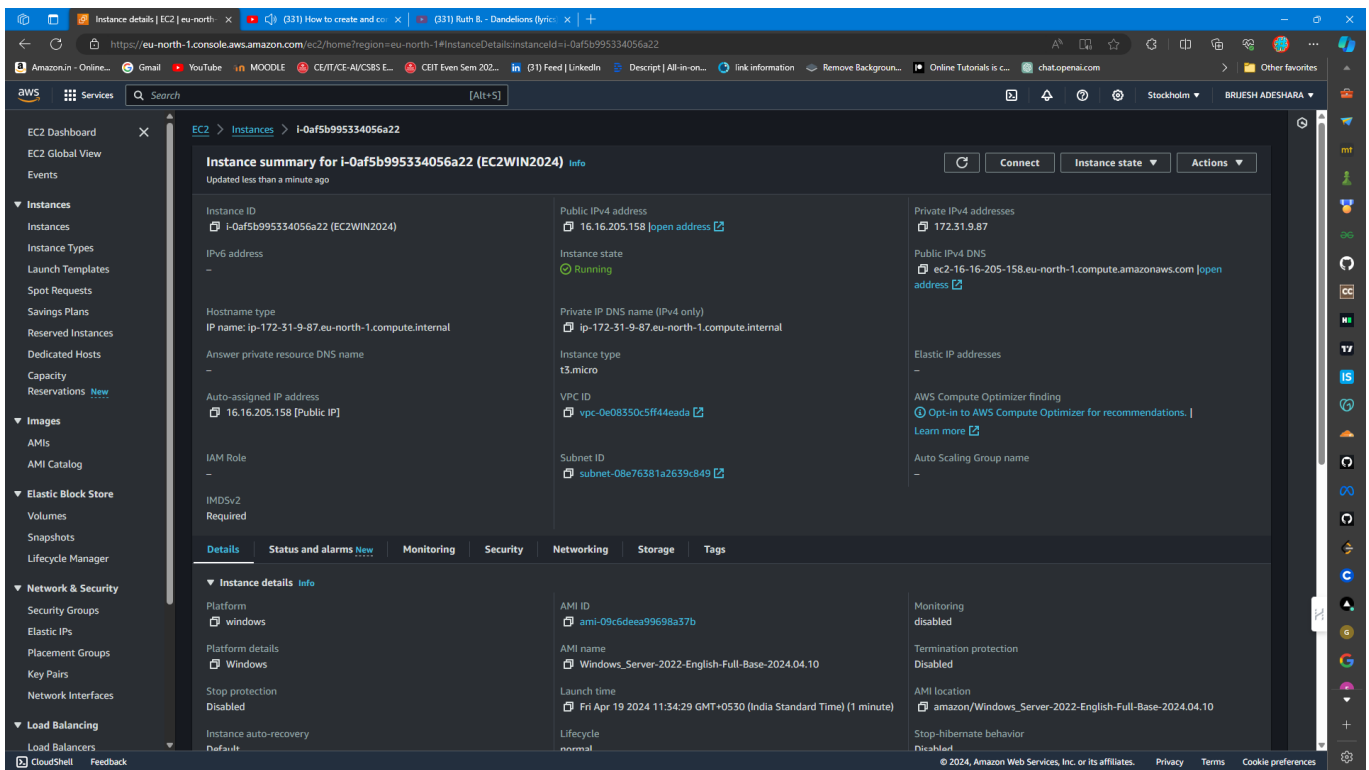 Instance details | EC2 | eu-north-
(331) How to create and co
(331) Ruth B. - Dandelions (lyrics
https://eu-north-1.console.aws.amazon.com/ec2/home?region=eu-north-1#InstanceDetails:instanceId=i-0af5b995334056a22
Amazon.in - Online... Gmail YouTube MOODLE CE/IT/CE-AI/CSBS E... CEIT Even Sem 202... (31) Feed | LinkedIn Descript | All-in-on... link information Remove Backgroun... Online Tutorials is c... chat.openai.com Other favorites
aws Services Search [Alt+S] Stockholm ▼ BRIJESH ADESHARA ▼
EC2 Dashboard
EC2 Global View
Events
▼ Instances
Instances
Instance Types
Launch Templates
Spot Requests
Savings Plans
Reserved Instances
Dedicated Hosts
Capacity
Reservations New
▼ Images
AMIs
AMI Catalog
▼ Elastic Block Store
Volumes
Snapshots
Lifecycle Manager
▼ Network & Security
Security Groups
Elastic IPs
Placement Groups
Key Pairs
Network Interfaces
▼ Load Balancing
Load Balancers
EC2 > Instances > i-0af5b995334056a22
Instance summary for i-0af5b995334056a22 (EC2WIN2024) Info
Updated less than a minute ago
Connect Instance state ▼ Actions ▼
Instance ID
i-0af5b995334056a22 (EC2WIN2024)
Public IPv4 address
16.16.205.158 |open address
Private IPv4 addresses
172.31.9.87
IPv6 address
–
Instance state
Running
Public IPv4 DNS
ec2-16-16-205-158.eu-north-1.compute.amazonaws.com |open
address
Hostname type
IP name: ip-172-31-9-87.eu-north-1.compute.internal
Private IP DNS name (IPv4 only)
ip-172-31-9-87.eu-north-1.compute.internal
Answer private resource DNS name
–
Instance type
t3.micro
Elastic IP addresses
–
Auto-assigned IP address
16.16.205.158 [Public IP]
VPC ID
vpc-0e08350c5ff44eada
AWS Compute Optimizer finding
Opt-in to AWS Compute Optimizer for recommendations. |
Learn more
IAM Role
–
Subnet ID
subnet-08e76381a2639c849
Auto Scaling Group name
–
IMDSv2
Required
Details Status and alarms New Monitoring Security Networking Storage Tags
▼ Instance details Info
Platform
windows
AMI ID
ami-09c6deea99698a37b
Monitoring
disabled
Platform details
Windows
AMI name
Windows_Server-2022-English-Full-Base-2024.04.10
Termination protection
Disabled
Stop protection
Disabled
Launch time
Fri Apr 19 2024 11:34:29 GMT+0530 (India Standard Time) (1 minute)
AMI location
amazon/Windows_Server-2022-English-Full-Base-2024.04.10
Instance auto-recovery
Default
Lifecycle
normal
Stop-hibernate behavior
Disabled
CloudShell Feedback © 2024, Amazon Web Services, Inc. or its affiliates. Privacy Terms Cookie preferences